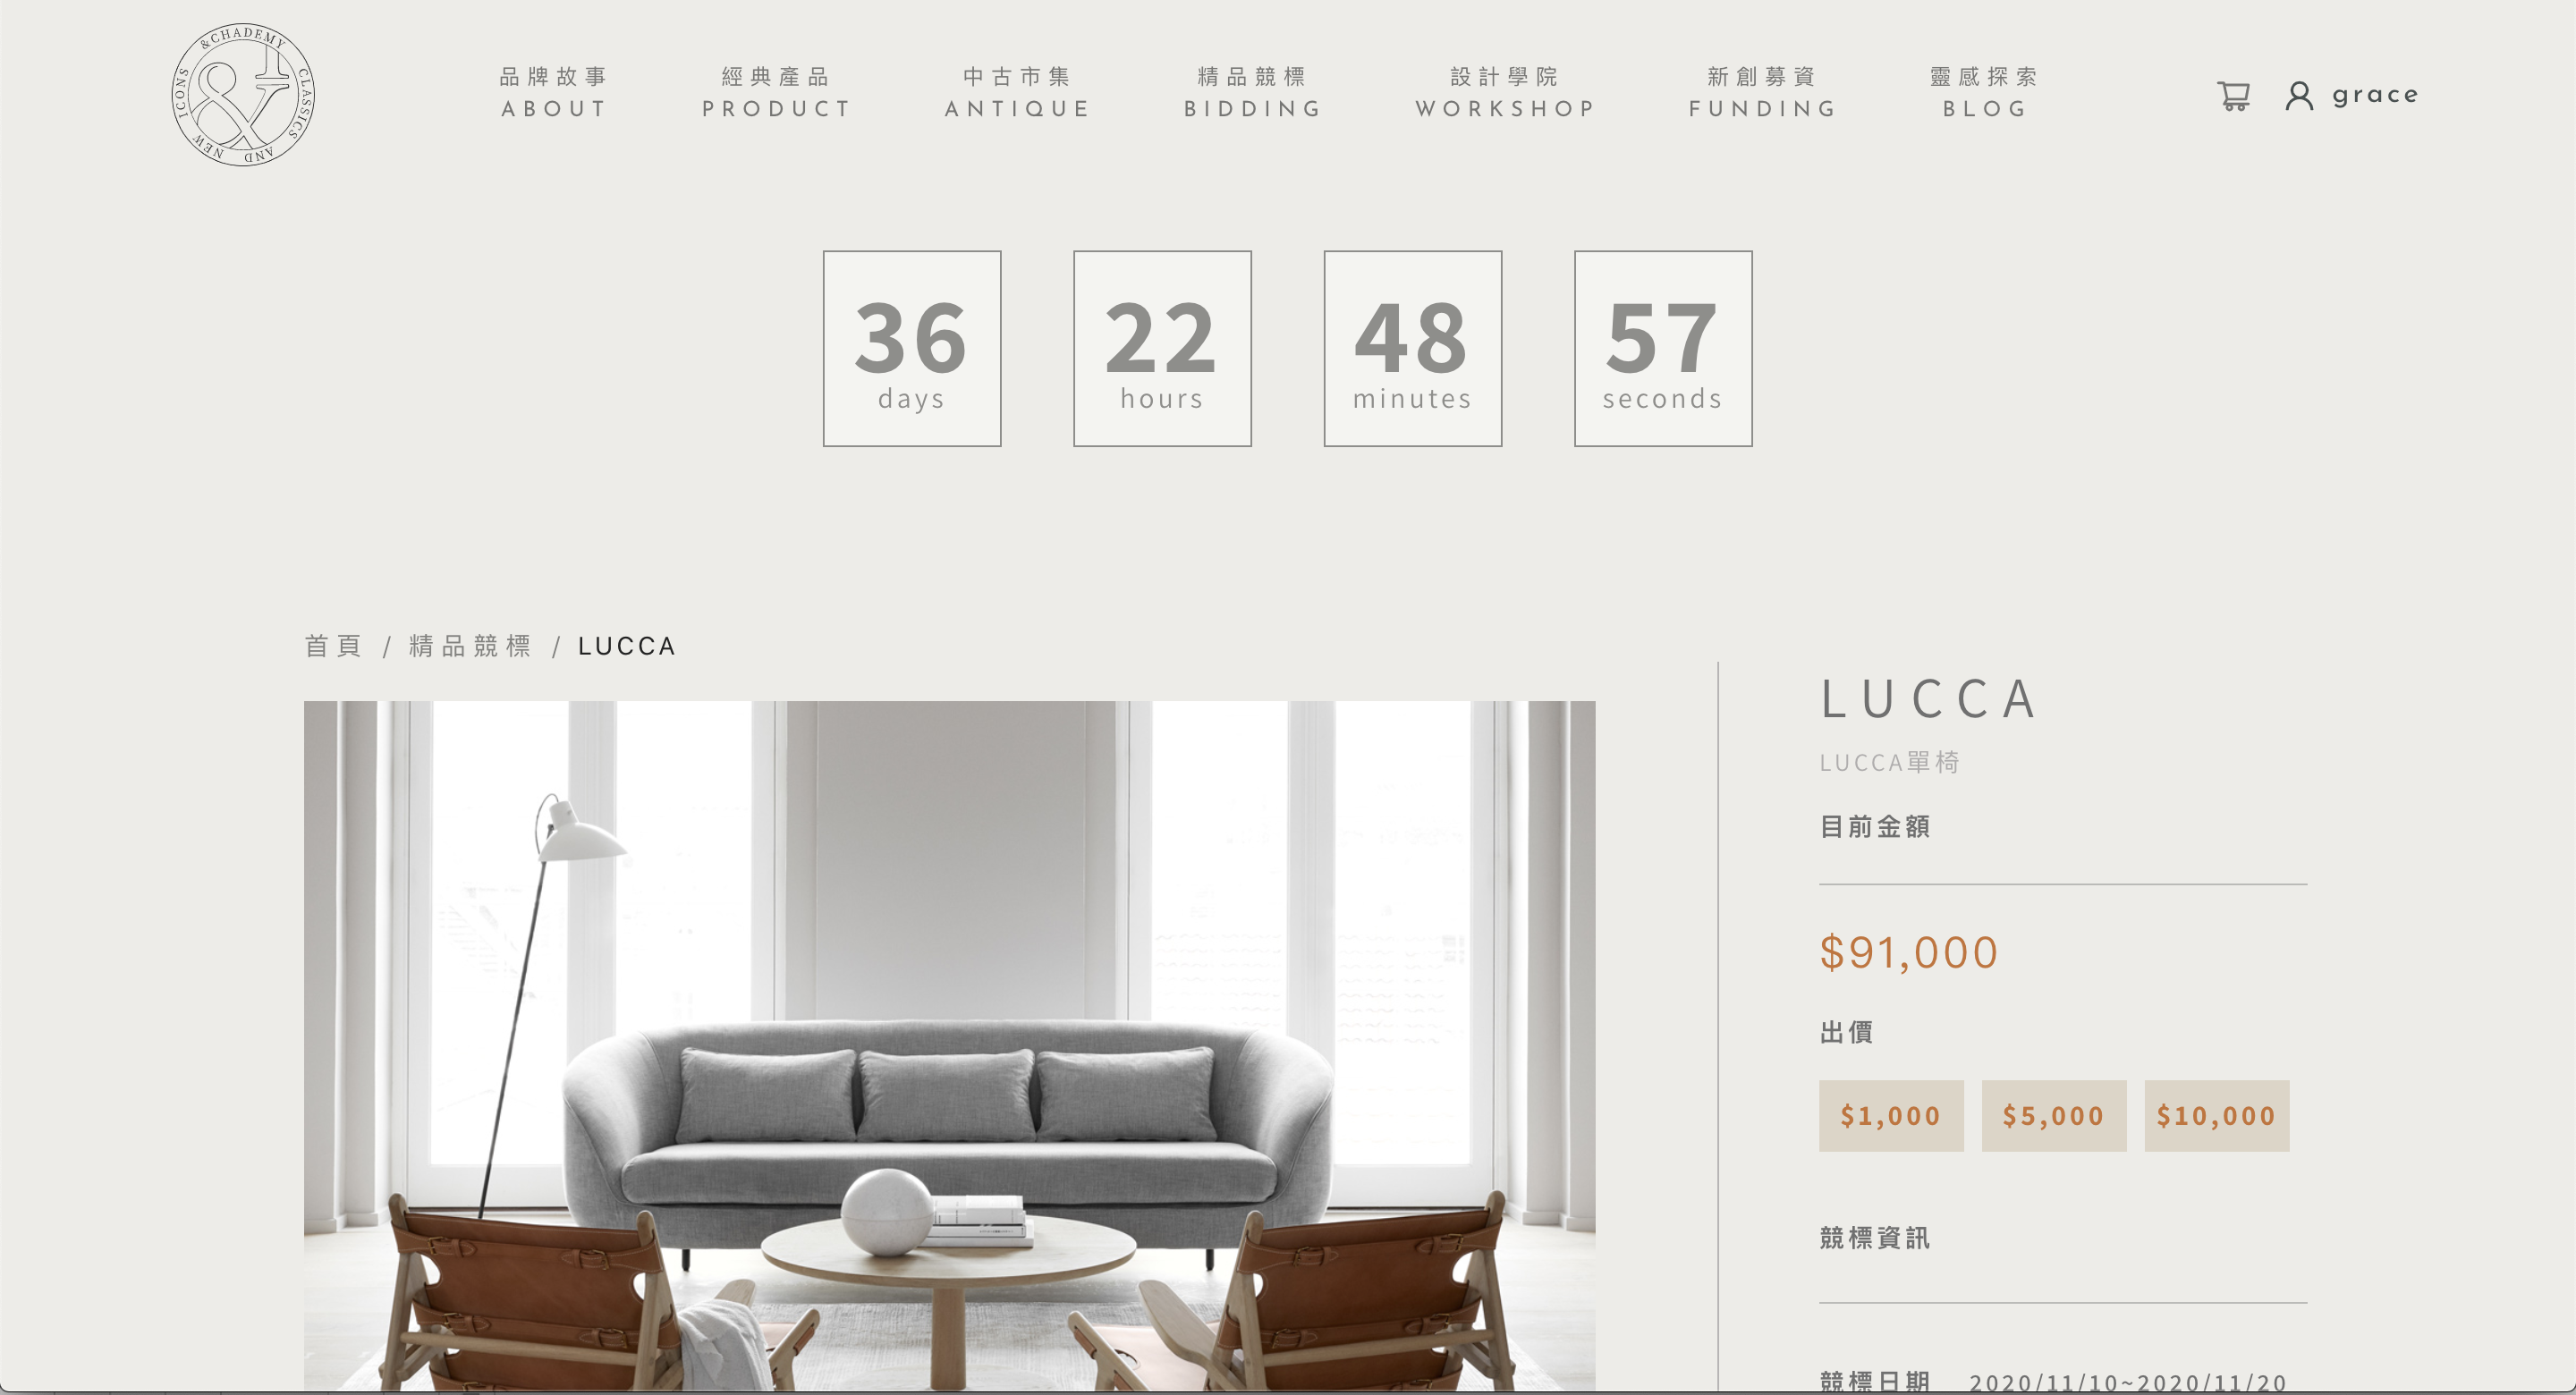 &CHADEMY CLASSICS AND NEW ICONS
品牌故事
ABOUT
經典產品
PRODUCT
中古市集
ANTIQUE
精品競標
BIDDING
設計學院
WORKSHOP
新創募資
FUNDING
靈感探索
BLOG
grace
36
days
22
hours
48
minutes
57
seconds
首頁 / 精品競標 / LUCCA
LUCCA
LUCCA單椅
目前金額
$91,000
出價
$1,000 $5,000 $10,000
競標資訊
競標日期 2020/11/10~2020/11/20